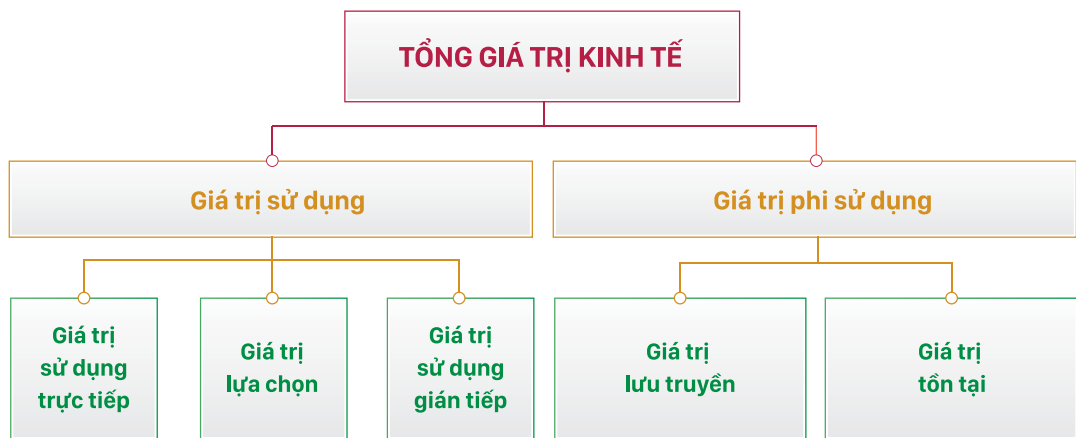 TỔNG GIÁ TRỊ KINH TẾ
Giá trị sử dụng
Giá trị phi sử dụng
Giá trị
sử dụng
trực tiếp
Giá trị
lựa chọn
Giá trị
sử dụng
gián tiếp
Giá trị
lưu truyền
Giá trị
tồn tại